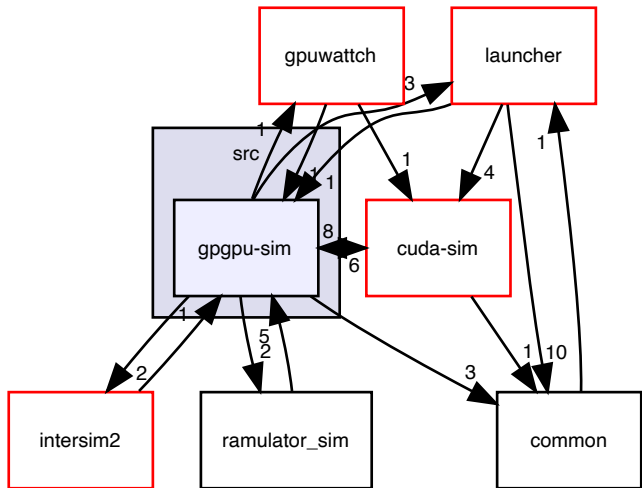 gpuwattch
launcher
3
1
1
src
1
1
1
4
gpgpu-sim
8
6
cuda-sim
1
5
2
2
3
1
10
intersim2
ramulator_sim
common